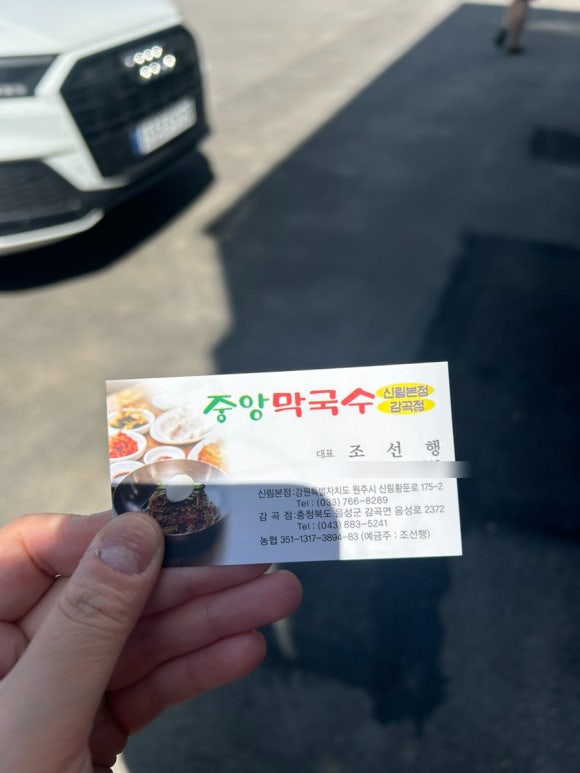 중앙막국수 신림본점
감곡점
대표 조 선 행
신림본점:강원특별자치도 원주시 신림황둔로 175-2
Tel : (033) 766-8289
감 곡 점:충청북도 음성군 감곡면 음성로 2372
Tel : (043) 883-5241
농협 351-1317-3894-83 (예금주 : 조선행)